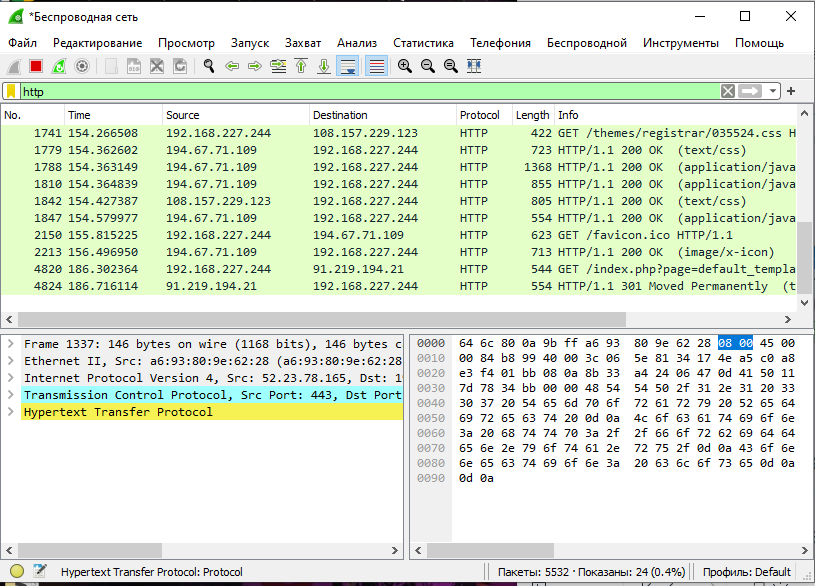 *Беспроводная сеть
Файл Редактирование Просмотр Запуск Захват Анализ Статистика Телефония Беспроводной Инструменты Помощь
http
No. Time Source Destination Protocol Length Info
1741 154.266508 192.168.227.244 108.157.229.123 HTTP 422 GET /themes/registrar/035524.css H
1779 154.362602 194.67.71.109 192.168.227.244 HTTP 723 HTTP/1.1 200 OK (text/css)
1788 154.363149 194.67.71.109 192.168.227.244 HTTP 1368 HTTP/1.1 200 OK (application/java
1810 154.364839 194.67.71.109 192.168.227.244 HTTP 855 HTTP/1.1 200 OK (application/java
1842 154.427387 108.157.229.123 192.168.227.244 HTTP 805 HTTP/1.1 200 OK (text/css)
1847 154.579977 194.67.71.109 192.168.227.244 HTTP 554 HTTP/1.1 200 OK (application/java
2150 155.815225 192.168.227.244 194.67.71.109 HTTP 623 GET /favicon.ico HTTP/1.1
2213 156.496950 194.67.71.109 192.168.227.244 HTTP 713 HTTP/1.1 200 OK (image/x-icon)
4820 186.302364 192.168.227.244 91.219.194.21 HTTP 544 GET /index.php?page=default_templa
4824 186.716114 91.219.194.21 192.168.227.244 HTTP 554 HTTP/1.1 301 Moved Permanently (t
Frame 1337: 146 bytes on wire (1168 bits), 146 bytes c
Ethernet II, Src: a6:93:80:9e:62:28 (a6:93:80:9e:62:28
Internet Protocol Version 4, Src: 52.23.78.165, Dst: 19
Transmission Control Protocol, Src Port: 443, Dst Port
Hypertext Transfer Protocol
0000 64 6c 80 0a 9b ff a6 93 80 9e 62 28 08 00 45 00
0010 00 84 b8 99 40 00 3c 06 5e 81 34 17 4e a5 c0 a8
0020 e3 f4 01 bb 08 0a 8b 33 a4 24 06 47 0d 41 50 11
0030 7d 78 34 bb 00 00 48 54 54 50 2f 31 2e 31 20 33
0040 30 37 20 54 65 6d 70 6f 72 61 72 79 20 52 65 64
0050 69 72 65 63 74 20 0d 0a 4c 6f 63 61 74 69 6f 6e
0060 3a 20 68 74 74 70 3a 2f 2f 66 6f 72 62 69 64 64
0070 65 6e 2e 79 6f 74 61 2e 72 75 2f 0d 0a 43 6f 6e
0080 6e 65 63 74 69 6f 6e 3a 20 63 6c 6f 73 65 0d 0a
0090 0d 0a
Hypertext Transfer Protocol: Protocol
Пакеты: 5532 · Показаны: 24 (0.4%)
Профиль: Default